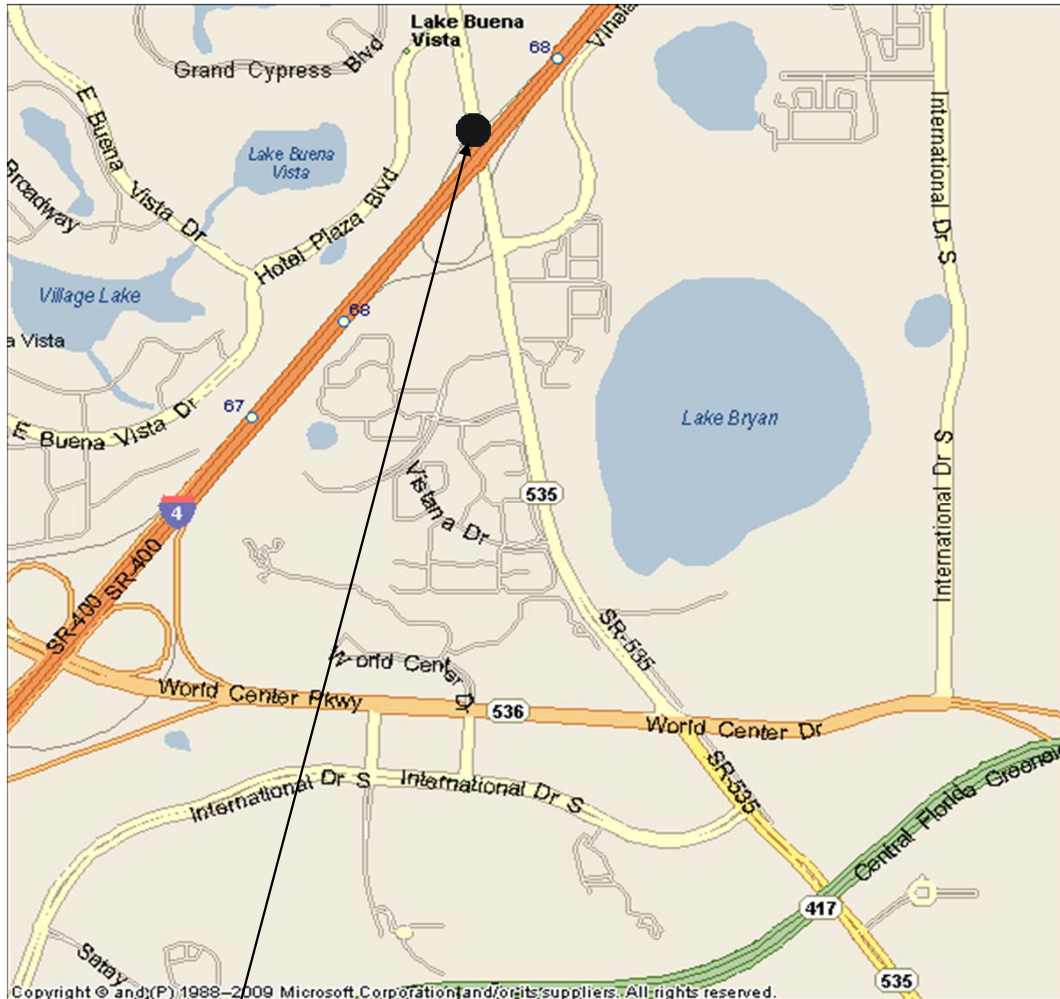 Lake Buena
Vista
68
Vinela
Grand Cypress Blvd
E Buena Vista Dr
Broadway
Lake Buena
Vista
Hotel Plaza Blvd
International Dr S
Village Lake
68
a Vista
67
E Buena Vista Dr
Lake Bryan
International Dr S
535
Vistana Dr
4
SR-400
SR-400
SR-535
World Center Dr
World Center Pkwy
536
World Center Dr
SR-535
International Dr S
International Dr S
Central Florida Greenew
417
535
Satay
Copyright © and (P) 1988–2009 Microsoft Corporation and/or its suppliers. All rights reserved.